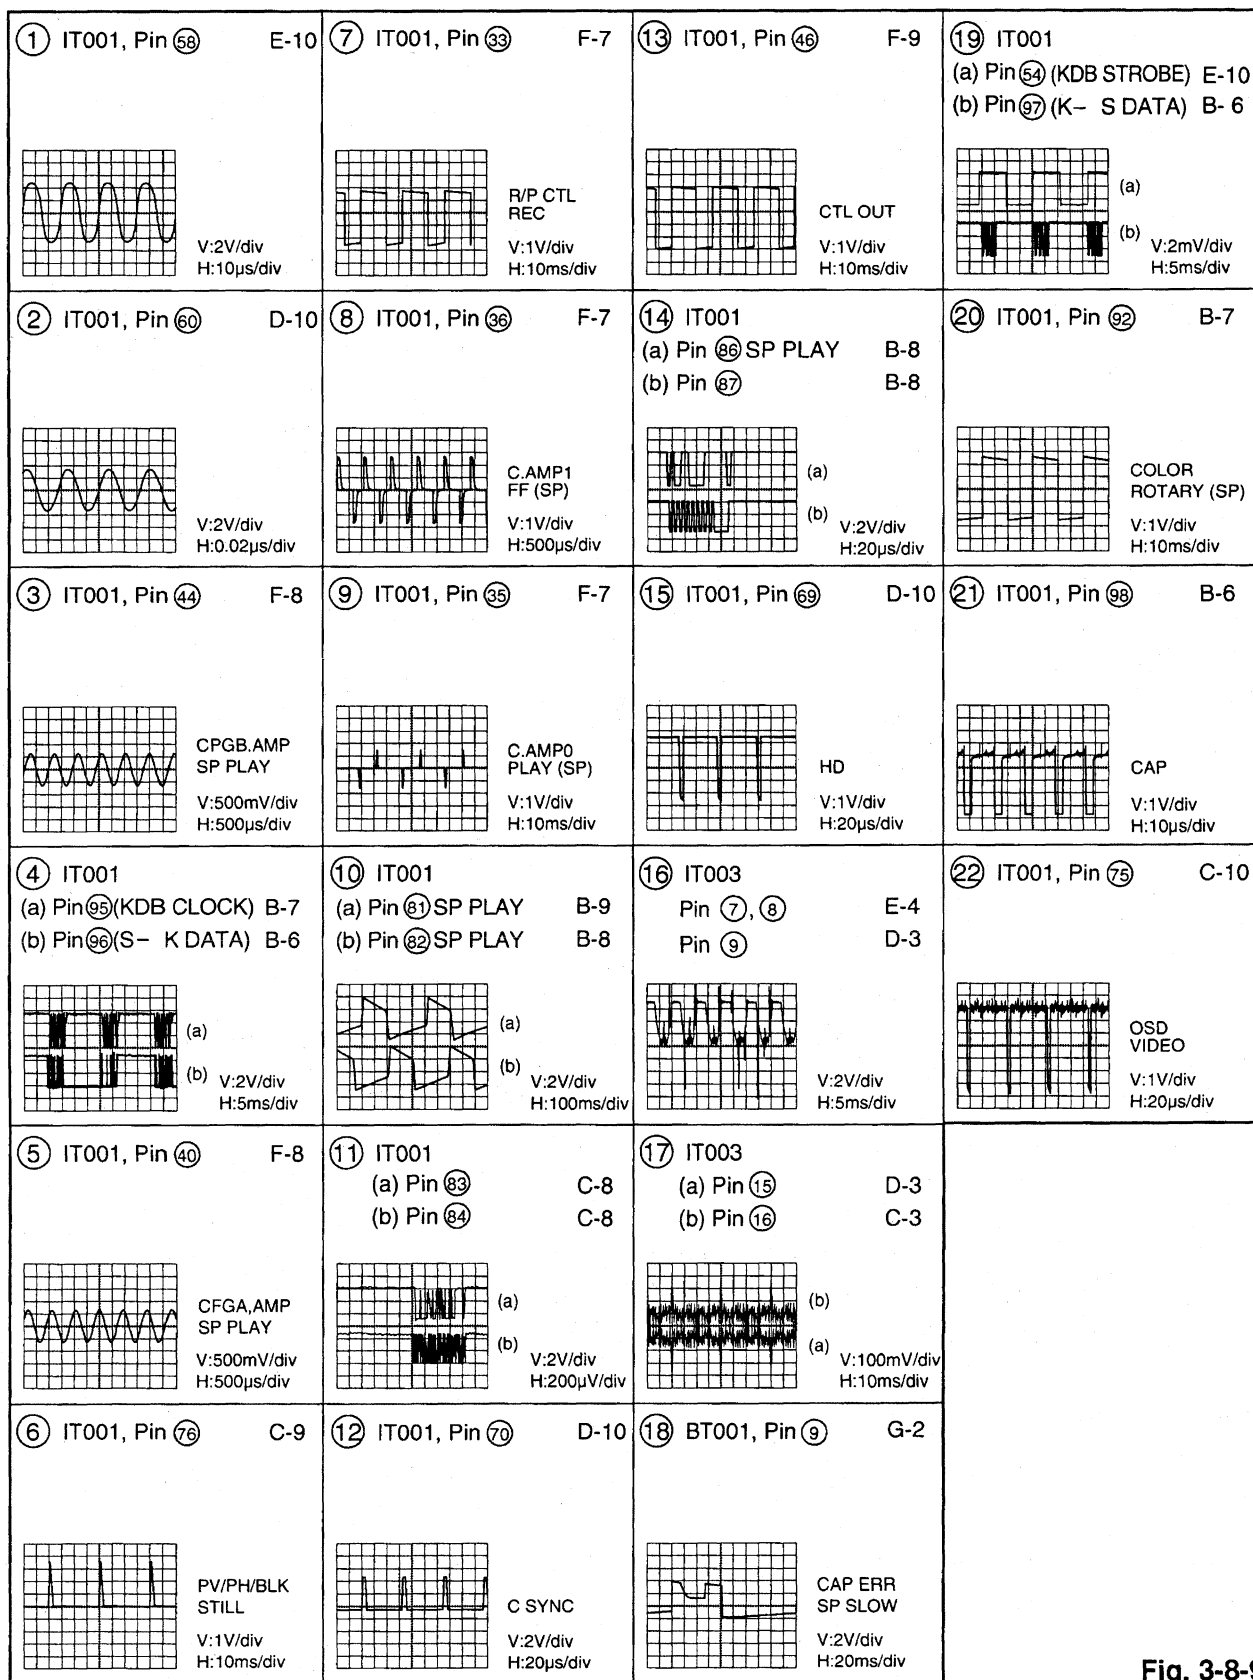 ① IT001, Pin 58 E-10
V:2V/div
H:10µs/div
② IT001, Pin 60 D-10
V:2V/div
H:0.02µs/div
③ IT001, Pin 44 F-8
CPGB.AMP
SP PLAY
V:500mV/div
H:500µs/div
④ IT001
(a) Pin 95 (KDB CLOCK) B-7
(b) Pin 96 (S– K DATA) B-6
(a)
(b)
V:2V/div
H:5ms/div
⑤ IT001, Pin 40 F-8
CFGA,AMP
SP PLAY
V:500mV/div
H:500µs/div
⑥ IT001, Pin 76 C-9
PV/PH/BLK
STILL
V:1V/div
H:10ms/div
⑦ IT001, Pin 33 F-7
R/P CTL
REC
V:1V/div
H:10ms/div
⑧ IT001, Pin 36 F-7
C.AMP1
FF (SP)
V:1V/div
H:500µs/div
⑨ IT001, Pin 35 F-7
C.AMP0
PLAY (SP)
V:1V/div
H:10ms/div
⑩ IT001
(a) Pin 81 SP PLAY B-9
(b) Pin 82 SP PLAY B-8
(a)
(b)
V:2V/div
H:100ms/div
⑪ IT001
(a) Pin 83 C-8
(b) Pin 84 C-8
(a)
(b)
V:2V/div
H:200µV/div
⑫ IT001, Pin 70 D-10
C SYNC
V:2V/div
H:20µs/div
⑬ IT001, Pin 46 F-9
CTL OUT
V:1V/div
H:10ms/div
⑭ IT001
(a) Pin 86 SP PLAY B-8
(b) Pin 87 B-8
(a)
(b)
V:2V/div
H:20µs/div
⑮ IT001, Pin 69 D-10
HD
V:1V/div
H:20µs/div
⑯ IT003
Pin ⑦, ⑧ E-4
Pin ⑨ D-3
V:2V/div
H:5ms/div
⑰ IT003
(a) Pin ⑮ D-3
(b) Pin ⑯ C-3
(b)
(a)
V:100mV/div
H:10ms/div
⑱ BT001, Pin ⑨ G-2
CAP ERR
SP SLOW
V:2V/div
H:20ms/div
⑲ IT001
(a) Pin 54 (KDB STROBE) E-10
(b) Pin 97 (K– S DATA) B- 6
(a)
(b)
V:2mV/div
H:5ms/div
⑳ IT001, Pin 92 B-7
COLOR
ROTARY (SP)
V:1V/div
H:10ms/div
㉑ IT001, Pin 98 B-6
CAP
V:1V/div
H:10µs/div
㉒ IT001, Pin 75 C-10
OSD
VIDEO
V:1V/div
H:20µs/div
Fig. 3-8-